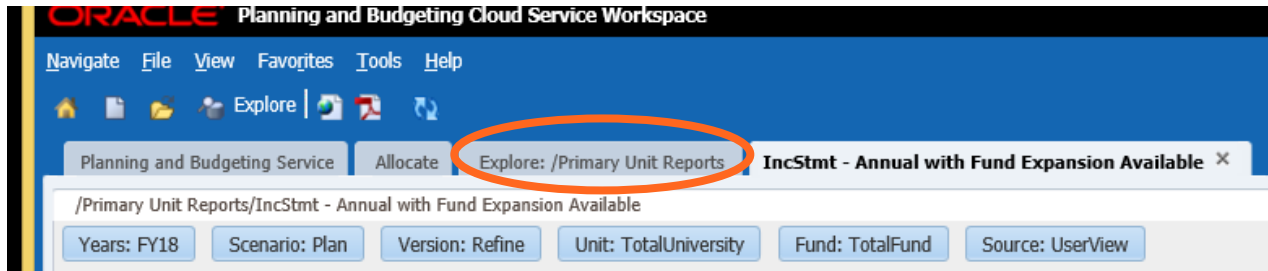 ORACLE Planning and Budgeting Cloud Service Workspace
Navigate File View Favorites Tools Help
Explore
Planning and Budgeting Service Allocate Explore: /Primary Unit Reports IncStmt - Annual with Fund Expansion Available ×
/Primary Unit Reports/IncStmt - Annual with Fund Expansion Available
Years: FY18 Scenario: Plan Version: Refine Unit: TotalUniversity Fund: TotalFund Source: UserView